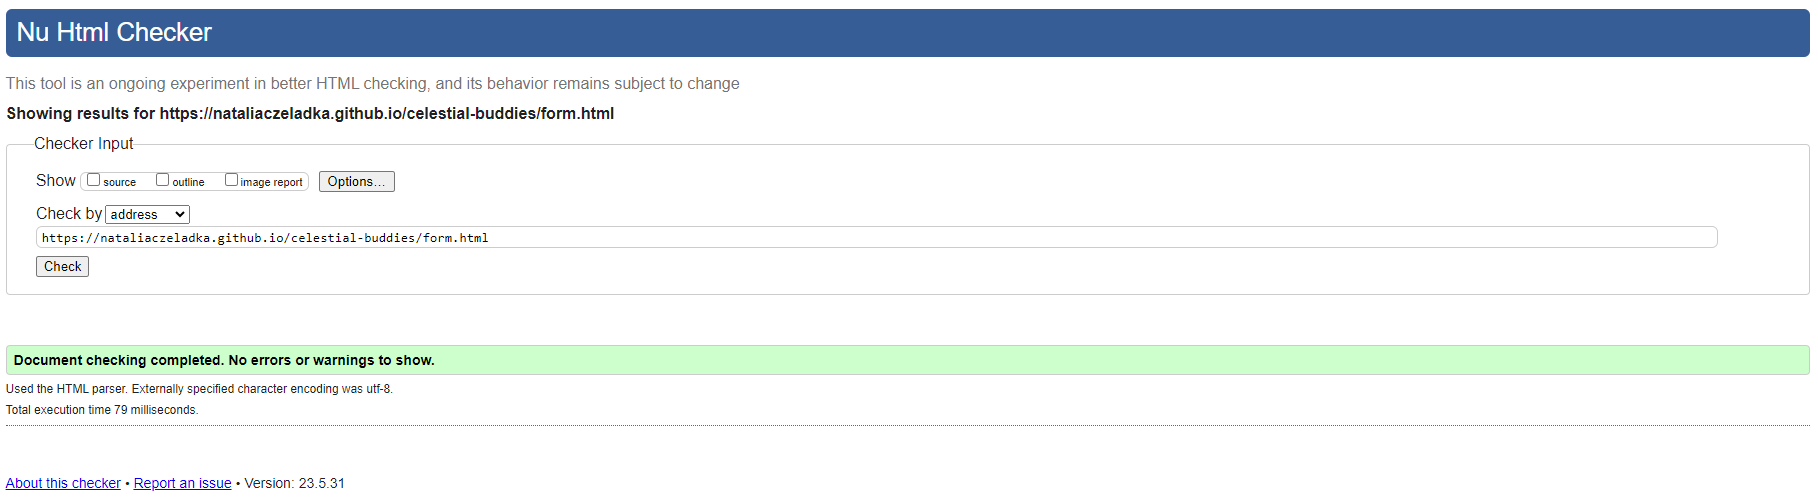 Nu Html Checker
This tool is an ongoing experiment in better HTML checking, and its behavior remains subject to change
Showing results for https://nataliaczeladka.github.io/celestial-buddies/form.html
Checker Input
Show source outline image report Options...
Check by address
https://nataliaczeladka.github.io/celestial-buddies/form.html
Check
Document checking completed. No errors or warnings to show.
Used the HTML parser. Externally specified character encoding was utf-8.
Total execution time 79 milliseconds.
About this checker • Report an issue • Version: 23.5.31